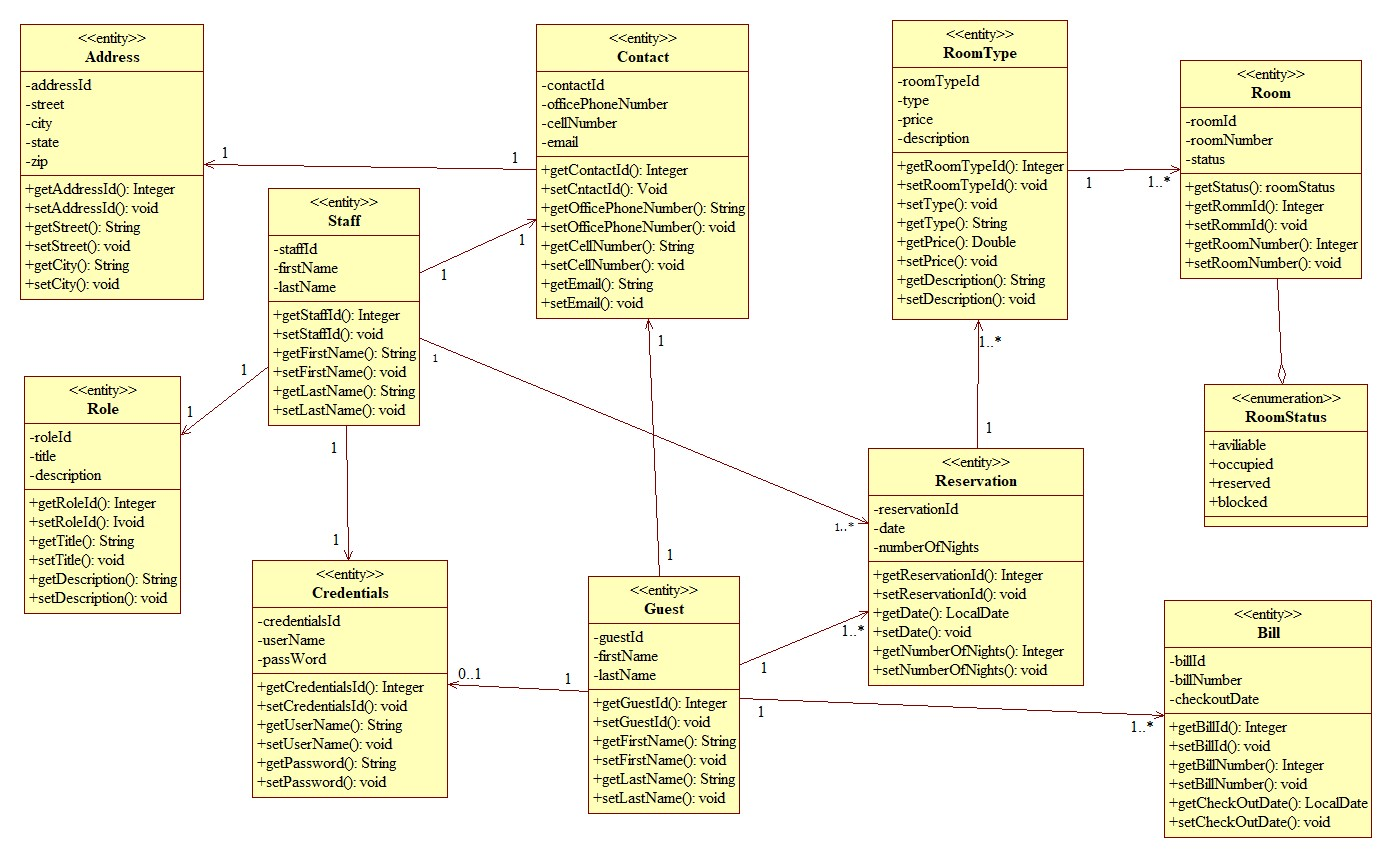 <<entity>>
Address
-addressId
-street
-city
-state
-zip
+getAddressId(): Integer
+setAddressId(): void
+getStreet(): String
+setStreet(): void
+getCity(): String
+setCity(): void
<<entity>>
Contact
-contactId
-officePhoneNumber
-cellNumber
-email
+getContactId(): Integer
+setCntactId(): Void
+getOfficePhoneNumber(): String
+setOfficePhoneNumber(): void
+getCellNumber(): String
+setCellNumber(): void
+getEmail(): String
+setEmail(): void
<<entity>>
RoomType
-roomTypeId
-type
-price
-description
+getRoomTypeId(): Integer
+setRoomTypeId(): void
+setType(): void
+getType(): String
+getPrice(): Double
+setPrice(): void
+getDescription(): String
+setDescription(): void
<<entity>>
Room
-roomId
-roomNumber
-status
+getStatus(): roomStatus
+getRommId(): Integer
+setRommId(): void
+getRoomNumber(): Integer
+setRoomNumber(): void
1
1
1
1..*
<<entity>>
Staff
-staffId
-firstName
-lastName
+getStaffId(): Integer
+setStaffId(): void
+getFirstName(): String
+setFirstName(): void
+getLastName(): String
+setLastName(): void
1
1
1
1
1..*
1
1
<<entity>>
Role
-roleId
-title
-description
+getRoleId(): Integer
+setRoleId(): Ivoid
+getTitle(): String
+setTitle(): void
+getDescription(): String
+setDescription(): void
<<enumeration>>
RoomStatus
+aviliable
+occupied
+reserved
+blocked
1
1
1
<<entity>>
Reservation
-reservationId
-date
-numberOfNights
+getReservationId(): Integer
+setReservationId(): void
+getDate(): LocalDate
+setDate(): void
+getNumberOfNights(): Integer
+setNumberOfNights(): void
1..*
1
<<entity>>
Credentials
-credentialsId
-userName
-passWord
+getCredentialsId(): Integer
+setCredentialsId(): void
+getUserName(): String
+setUserName(): void
+getPassword(): String
+setPassword(): void
<<entity>>
Guest
-guestId
-firstName
-lastName
+getGuestId(): Integer
+setGuestId(): void
+getFirstName(): String
+setFirstName(): void
+getLastName(): String
+setLastName(): void
1..*
1
0..1
1
1
1..*
<<entity>>
Bill
-billId
-billNumber
-checkoutDate
+getBillId(): Integer
+setBillId(): void
+getBillNumber(): Integer
+setBillNumber(): void
+getCheckOutDate(): LocalDate
+setCheckOutDate(): void